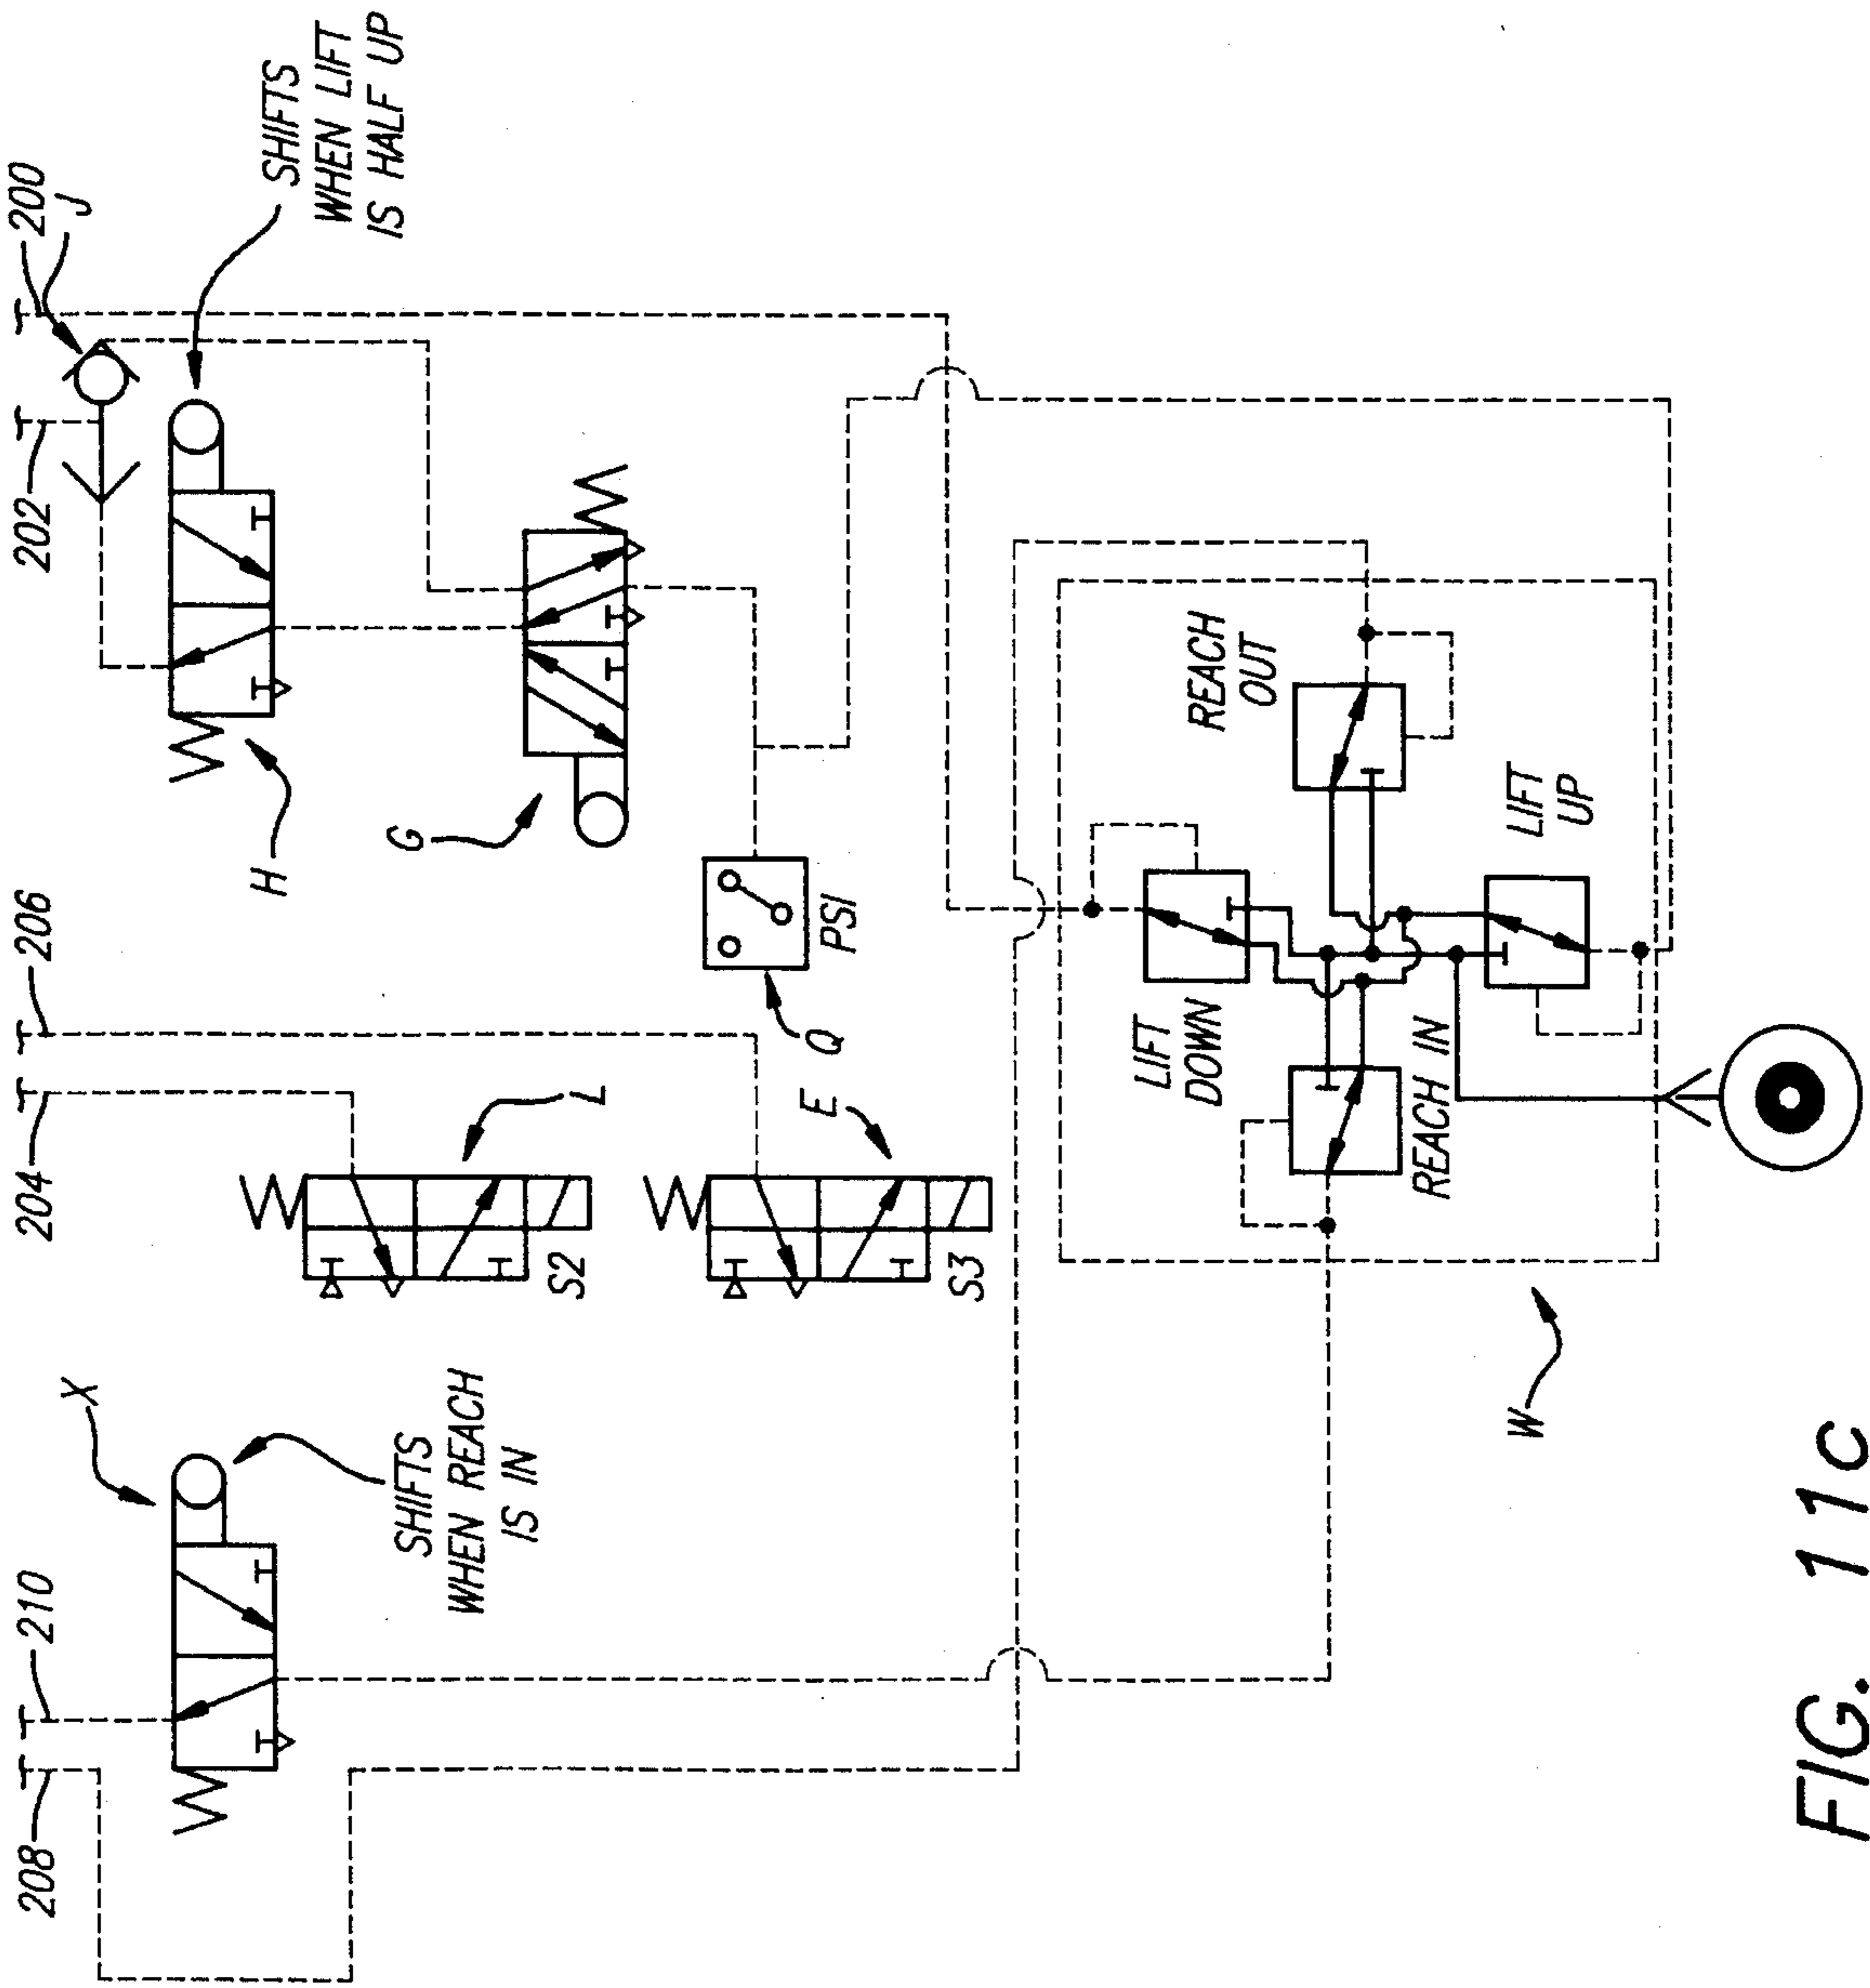 208
210
X
SHIFTS
WHEN REACH
IS IN
204
206
L
S2
E
S3
202
200
J
SHIFTS
WHEN LIFT
IS HALF UP
H
G
Q
PSI
LIFT
DOWN
REACH
OUT
REACH IN
LIFT
UP
W
FIG. 11c